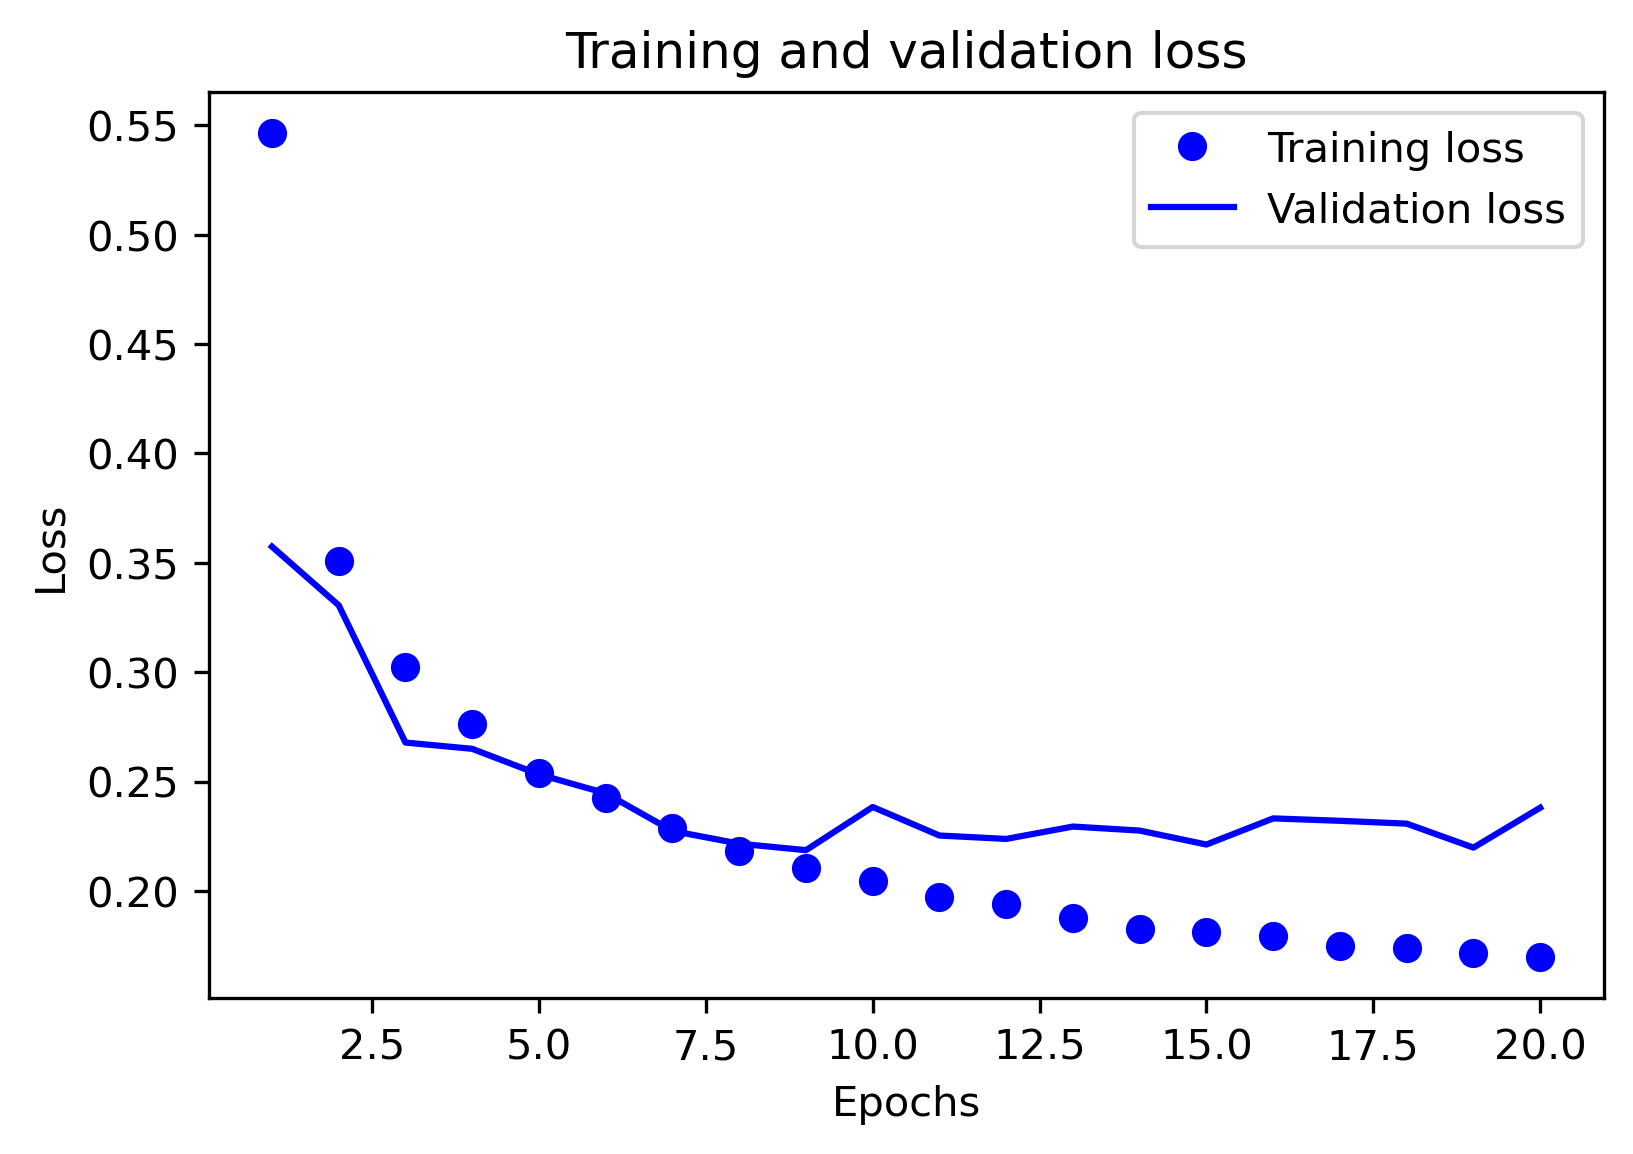 Training and validation loss
Training loss
Validation loss
0.55
0.50
0.45
0.40
0.35
0.30
0.25
0.20
Loss
2.5 5.0 7.5 10.0 12.5 15.0 17.5 20.0
Epochs